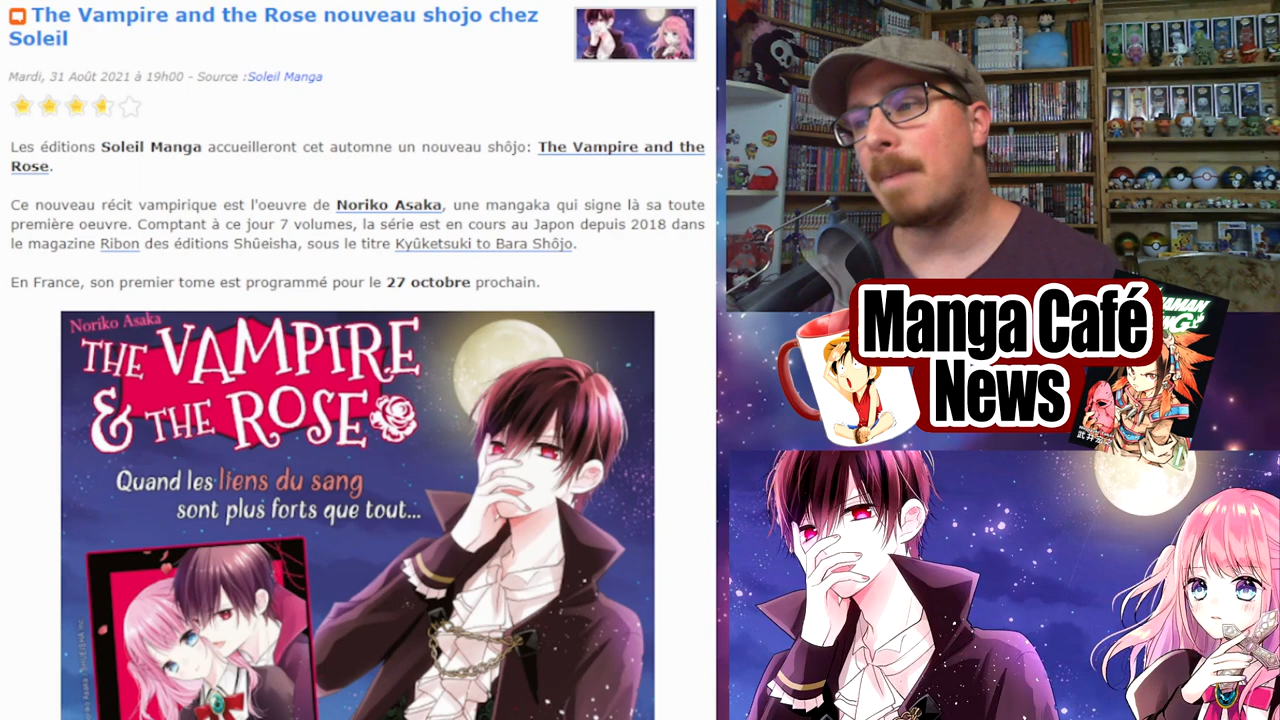 The Vampire and the Rose nouveau shojo chez
Soleil
Mardi, 31 Août 2021 à 19h00 - Source :Soleil Manga
Les éditions Soleil Manga accueilleront cet automne un nouveau shôjo: The Vampire and the
Rose.
Ce nouveau récit vampirique est l'oeuvre de Noriko Asaka, une mangaka qui signe là sa toute
première oeuvre. Comptant à ce jour 7 volumes, la série est en cours au Japon depuis 2018 dans
le magazine Ribon des éditions Shûeisha, sous le titre Kyûketsuki to Bara Shôjo.
En France, son premier tome est programmé pour le 27 octobre prochain.
Noriko Asaka
THE VAMPIRE
& THE ROSE
Quand les liens du sang
sont plus forts que tout...
Manga Café
News
武井宏之